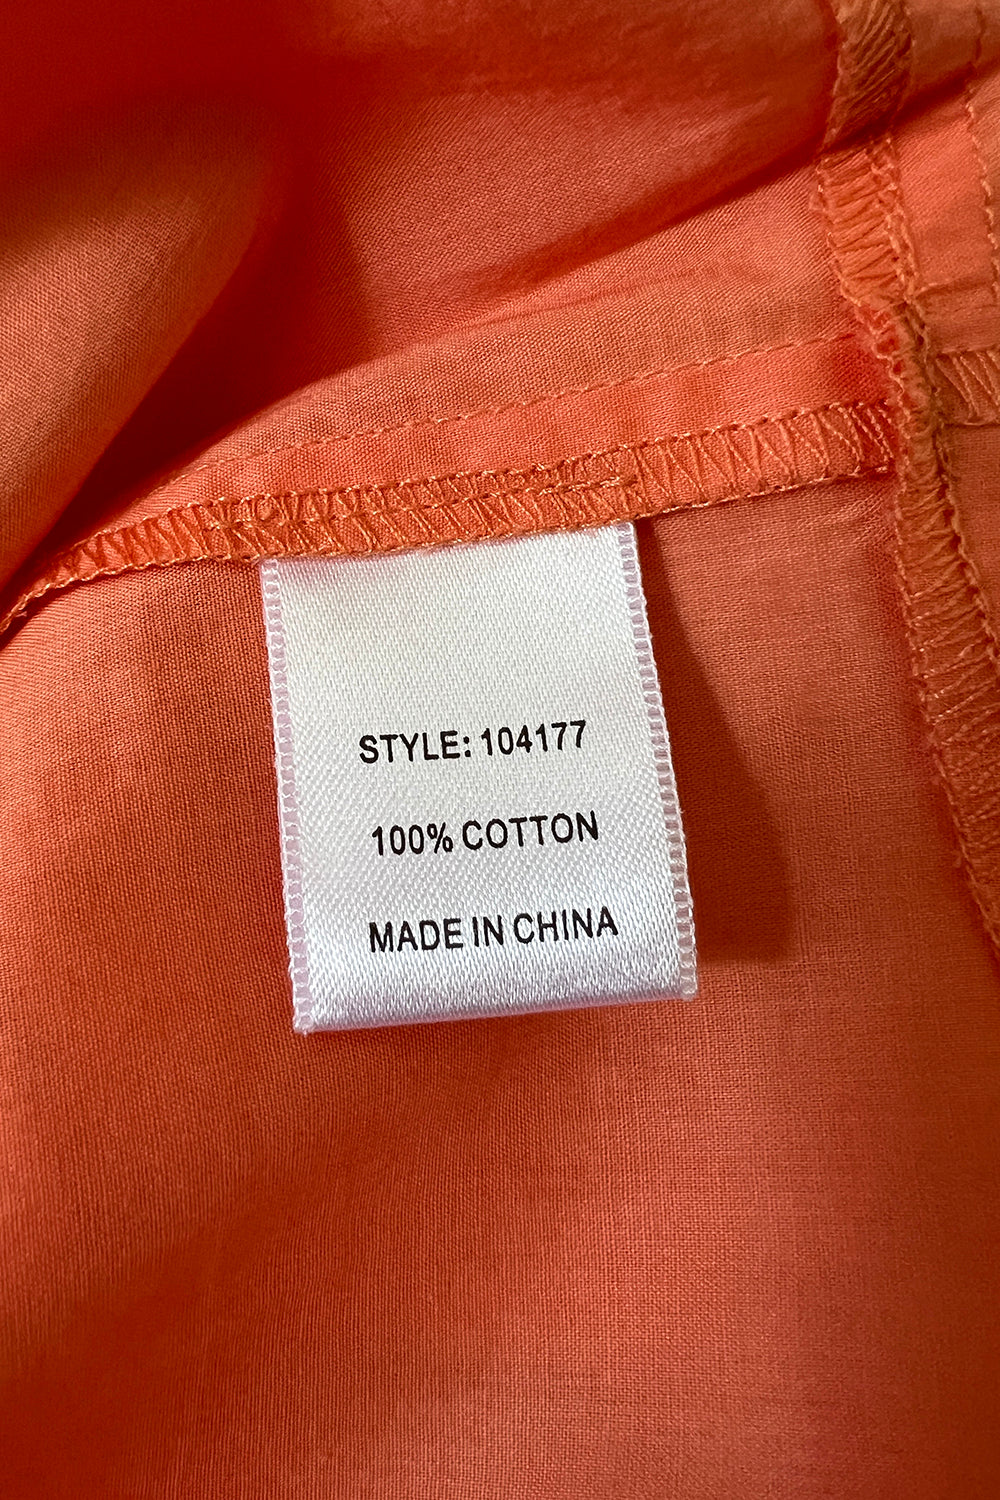 STYLE: 104177
100% COTTON
MADE IN CHINA